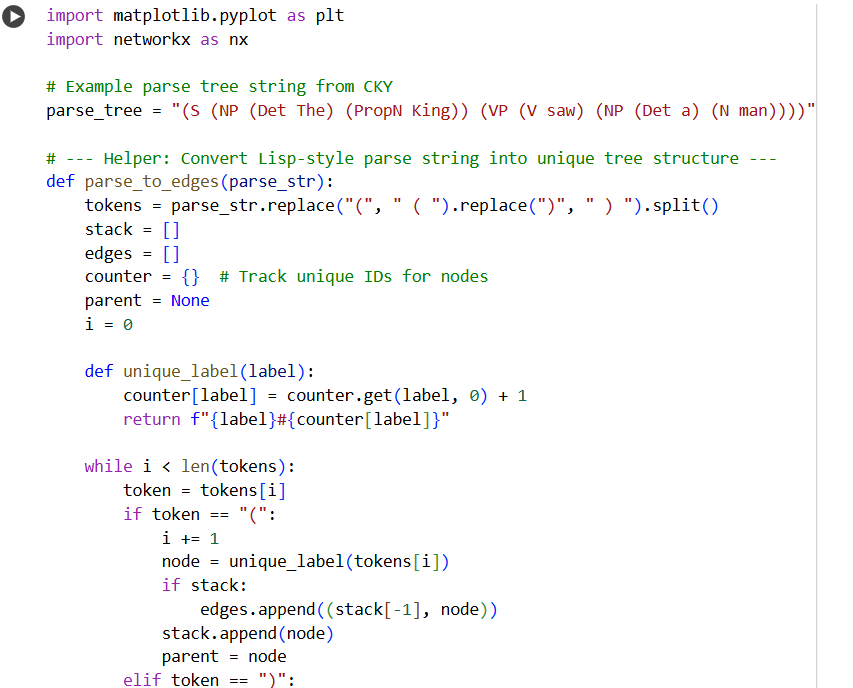 import matplotlib.pyplot as plt
import networkx as nx

# Example parse tree string from CKY
parse_tree = "(S (NP (Det The) (PropN King)) (VP (V saw) (NP (Det a) (N man))))"

# --- Helper: Convert Lisp-style parse string into unique tree structure ---
def parse_to_edges(parse_str):
    tokens = parse_str.replace("(", " ( ").replace(")", " ) ").split()
    stack = []
    edges = []
    counter = {}  # Track unique IDs for nodes
    parent = None
    i = 0

    def unique_label(label):
        counter[label] = counter.get(label, 0) + 1
        return f"{label}#{counter[label]}"

    while i < len(tokens):
        token = tokens[i]
        if token == "(":
            i += 1
            node = unique_label(tokens[i])
            if stack:
                edges.append((stack[-1], node))
            stack.append(node)
            parent = node
        elif token == ")":